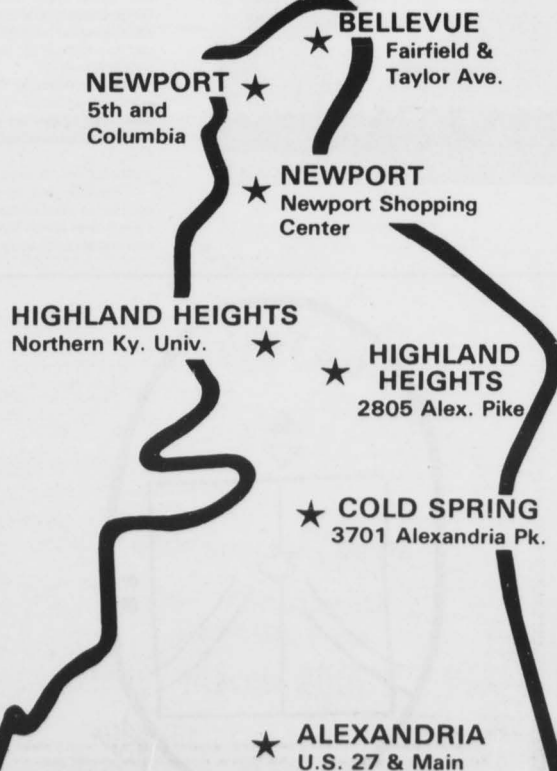 BELLEVUE
Fairfield &
Taylor Ave.
NEWPORT
5th and
Columbia
NEWPORT
Newport Shopping
Center
HIGHLAND HEIGHTS
Northern Ky. Univ.
HIGHLAND
HEIGHTS
2805 Alex. Pike
COLD SPRING
3701 Alexandria Pk.
ALEXANDRIA
U.S. 27 & Main